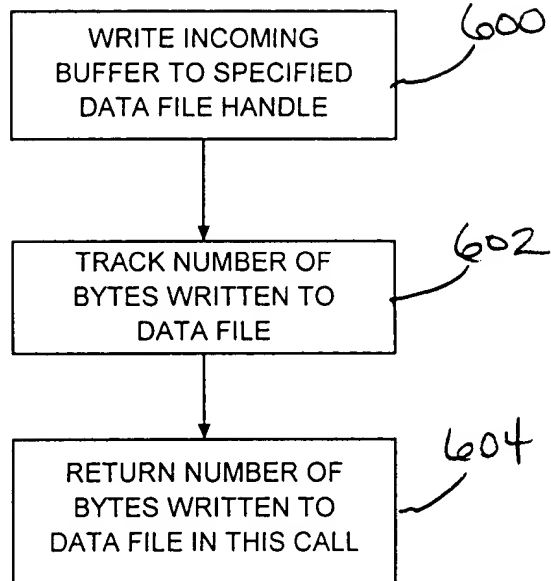 WRITE INCOMING
BUFFER TO SPECIFIED
DATA FILE HANDLE
600
TRACK NUMBER OF
BYTES WRITTEN TO
DATA FILE
602
RETURN NUMBER OF
BYTES WRITTEN TO
DATA FILE IN THIS CALL
604